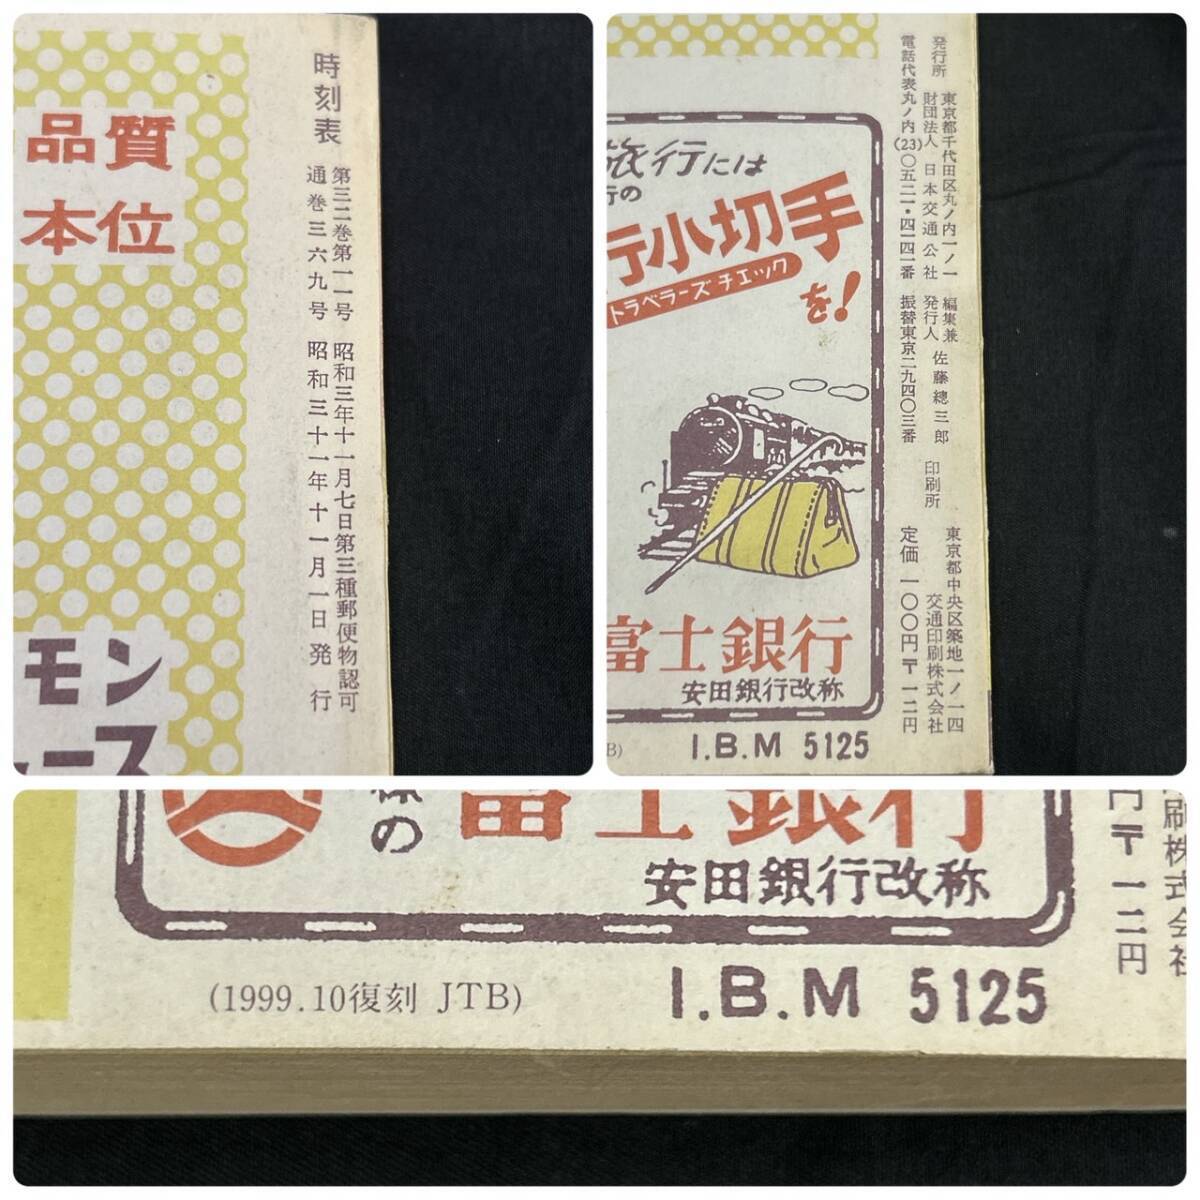 時刻表
第三二巻第一一号 昭和三年十一月七日第三種郵便物認可
通巻三六九号 昭和三十一年十一月一日発行
品質
本位
モン
ュース
発行所 東京都千代田区丸ノ内一ノ一
財団法人 日本交通公社
電話代表丸ノ内(23)〇五二一・四一四一番
編集兼
発行人 佐藤總三郎
振替東京二九四〇三番
印刷所 東京都中央区築地一ノ一四
交通印刷株式会社
定価 一〇〇円〒一二円
旅行には
行の
行小切手
トラベラーズチェック
を!
富士銀行
安田銀行改称
B)
I.B.M 5125
様の
富士銀行
安田銀行改称
(1999.10復刻 JTB)
I.B.M 5125
刷株式会社
円〒一二円